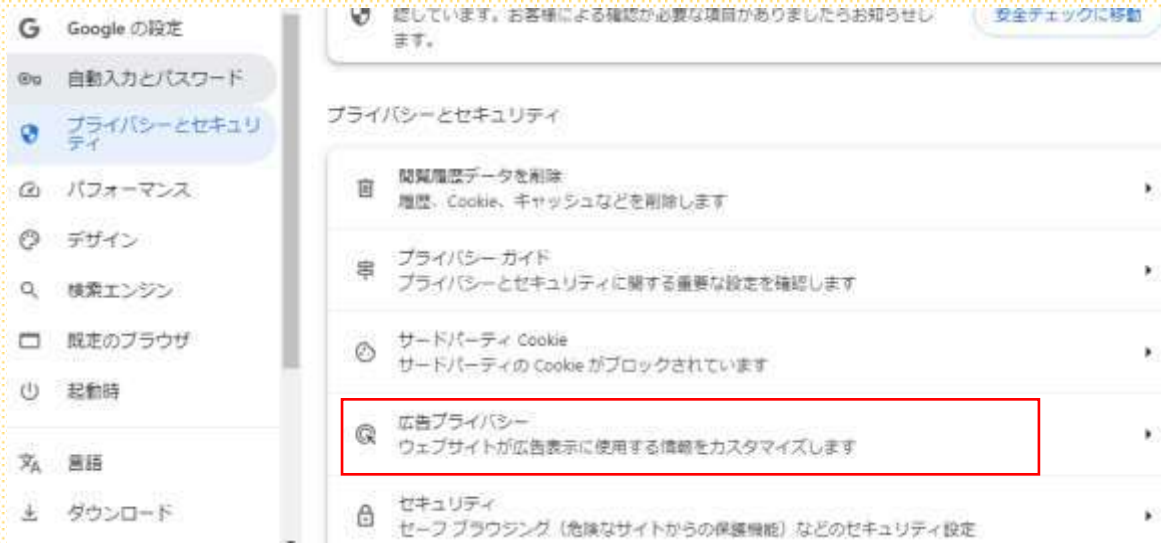 Google の設定
自動入力とパスワード
プライバシーとセキュリ
ティ
パフォーマンス
デザイン
検索エンジン
既定のブラウザ
起動時
言語
ダウンロード
認しています。お客様による確認が必要な項目がありましたらお知らせし
ます。
安全チェックに移動
プライバシーとセキュリティ
閲覧履歴データを削除
履歴、Cookie、キャッシュなどを削除します
プライバシー ガイド
プライバシーとセキュリティに関する重要な設定を確認します
サードパーティ Cookie
サードパーティの Cookie がブロックされています
広告プライバシー
ウェブサイトが広告表示に使用する情報をカスタマイズします
セキュリティ
セーフ ブラウジング（危険なサイトからの保護機能）などのセキュリティ設定